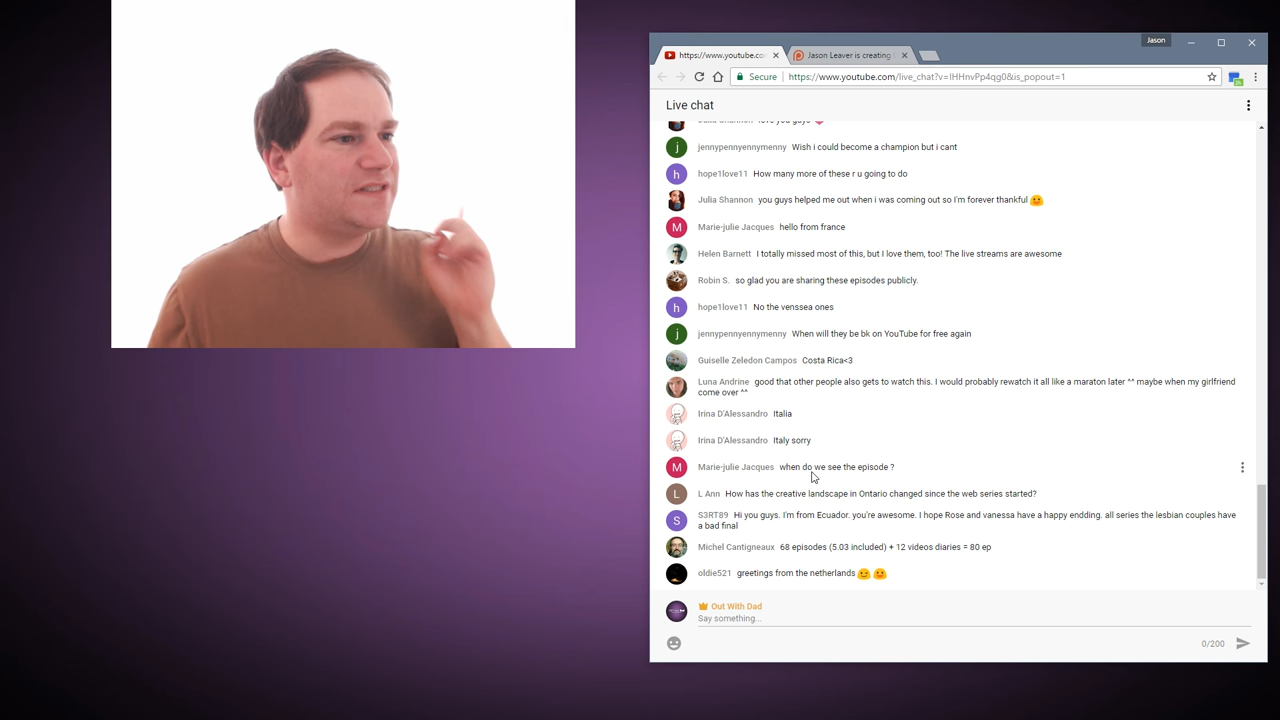 Jason
https://www.youtube.co
Jason Leaver is creating
Secure https://www.youtube.com/live_chat?v=IHHnvPp4qg0&is_popout=1
Live chat
love you guys
jennypennyennymenny Wish i could become a champion but i cant
hope1love11 How many more of these r u going to do
Julia Shannon you guys helped me out when i was coming out so I'm forever thankful
Marie-julie Jacques hello from france
Helen Barnett I totally missed most of this, but I love them, too! The live streams are awesome
Robin S. so glad you are sharing these episodes publicly.
hope1love11 No the venssea ones
jennypennyennymenny When will they be bk on YouTube for free again
Guiselle Zeledon Campos Costa Rica<3
Luna Andrine good that other people also gets to watch this. I would probably rewatch it all like a maraton later ^^ maybe when my girlfriend
come over ^^
Irina D'Alessandro Italia
Irina D'Alessandro Italy sorry
Marie-julie Jacques when do we see the episode ?
L Ann How has the creative landscape in Ontario changed since the web series started?
S3RT89 Hi you guys. I'm from Ecuador. you're awesome. I hope Rose and vanessa have a happy endding. all series the lesbian couples have
a bad final
Michel Cantigneaux 68 episodes (5.03 included) + 12 videos diaries = 80 ep
oldie521 greetings from the netherlands
Out With Dad
Say something...
0/200